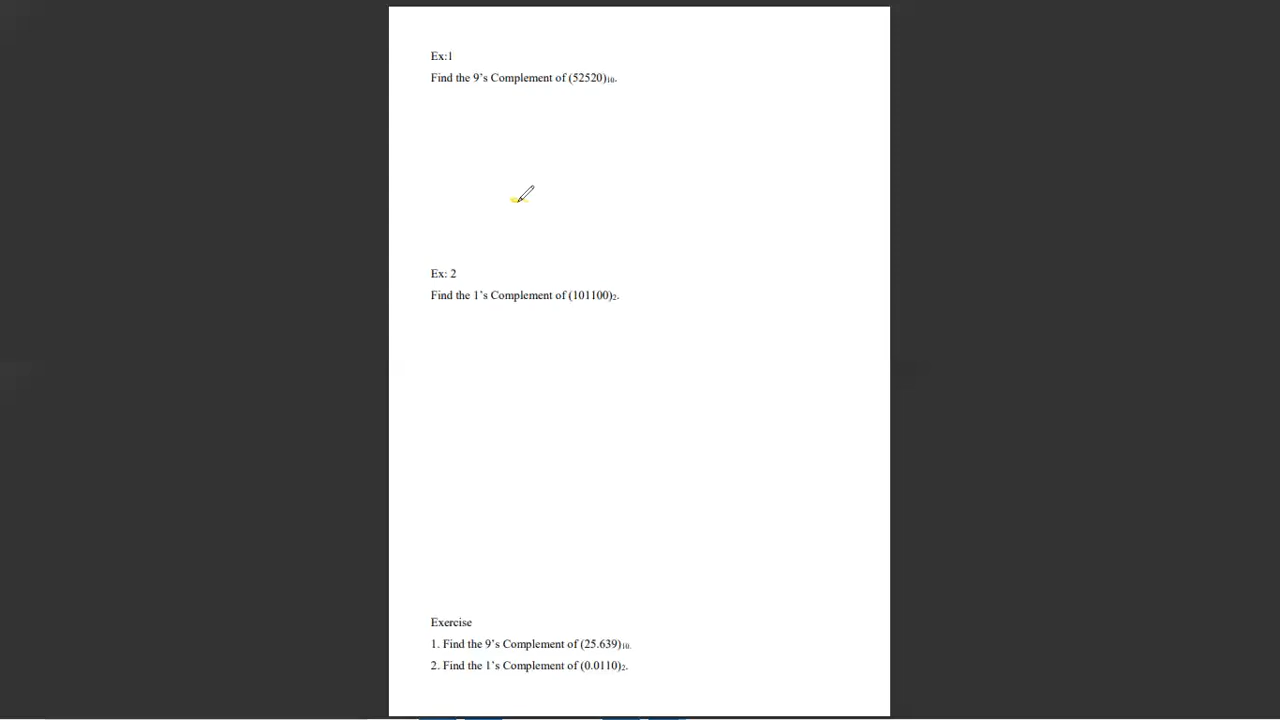 Ex:1
Find the 9's Complement of (52520)₁₀.
Ex: 2
Find the 1's Complement of (101100)₂.
Exercise
1. Find the 9's Complement of (25.639)₁₀.
2. Find the 1's Complement of (0.0110)₂.